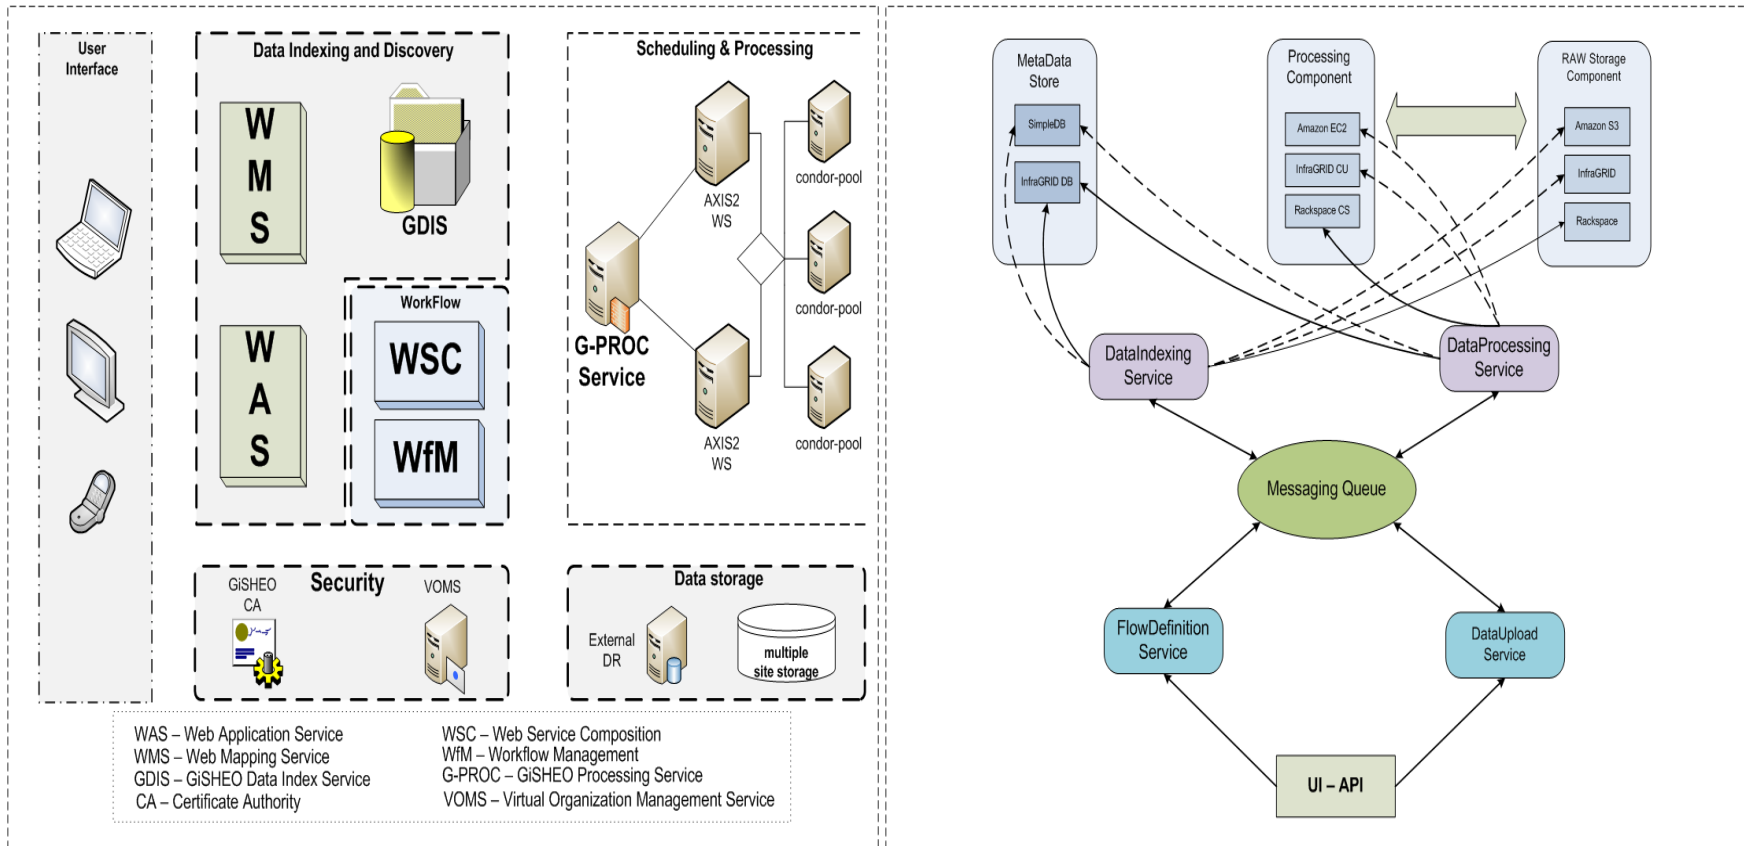 User
Interface
Data Indexing and Discovery
W
M
S
GDIS
W
A
S
WorkFlow
WSC
WfM
Scheduling & Processing
AXIS2
WS
G-PROC
Service
AXIS2
WS
condor-pool
condor-pool
condor-pool
Security
GiSHEO
CA
VOMS
Data storage
External
DR
multiple
site storage
WAS – Web Application Service
WMS – Web Mapping Service
GDIS – GiSHEO Data Index Service
CA – Certificate Authority
WSC – Web Service Composition
WfM – Workflow Management
G-PROC – GiSHEO Processing Service
VOMS – Virtual Organization Management Service
MetaData
Store
SimpleDB
InfraGRID DB
Processing
Component
Amazon EC2
InfraGRID CU
Rackspace CS
RAW Storage
Component
Amazon S3
InfraGRID
Rackspace
DataIndexing
Service
DataProcessing
Service
Messaging Queue
FlowDefinition
Service
DataUpload
Service
UI – API